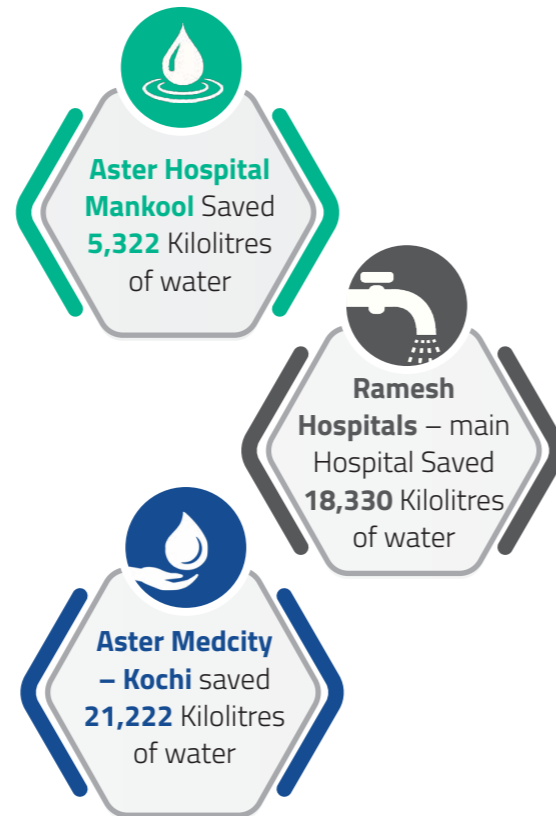 Aster Hospital
Mankool Saved
5,322 Kilolitres
of water
Ramesh
Hospitals – main
Hospital Saved
18,330 Kilolitres
of water
Aster Medcity
– Kochi saved
21,222 Kilolitres
of water